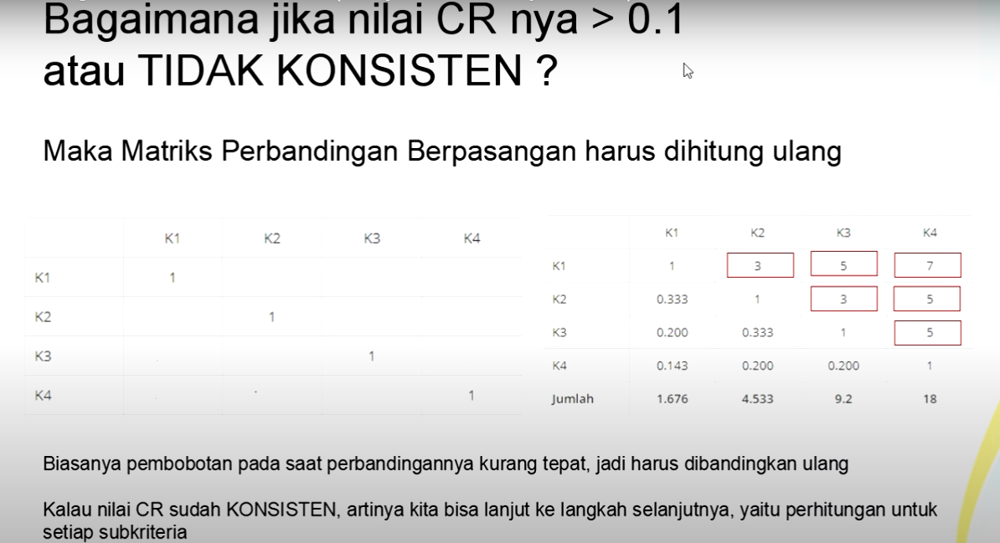 Bagaimana jika nilai CR nya > 0.1
atau TIDAK KONSISTEN ?
Maka Matriks Perbandingan Berpasangan harus dihitung ulang
K1 K2 K3 K4
K1 1
K2 1
K3 1
K4 1
K1 K2 K3 K4
K1 1 3 5 7
K2 0.333 1 3 5
K3 0.200 0.333 1 5
K4 0.143 0.200 0.200 1
Jumlah 1.676 4.533 9.2 18
Biasanya pembobotan pada saat perbandingannya kurang tepat, jadi harus dibandingkan ulang
Kalau nilai CR sudah KONSISTEN, artinya kita bisa lanjut ke langkah selanjutnya, yaitu perhitungan untuk
setiap subkriteria